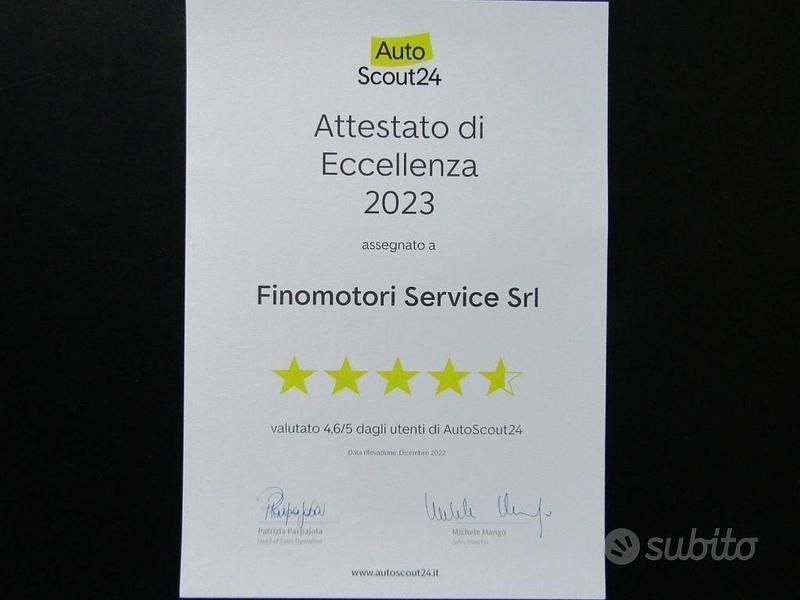 Auto
Scout24
Attestato di
Eccellenza
2023
assegnato a
Finomotori Service Srl
valutato 4,6/5 dagli utenti di AutoScout24
Data rilevazione: Dicembre 2022
Patrizia Parpajola
Michele Mango
Head of Sales Operation
Sales Director
www.autoscout24.it
subito